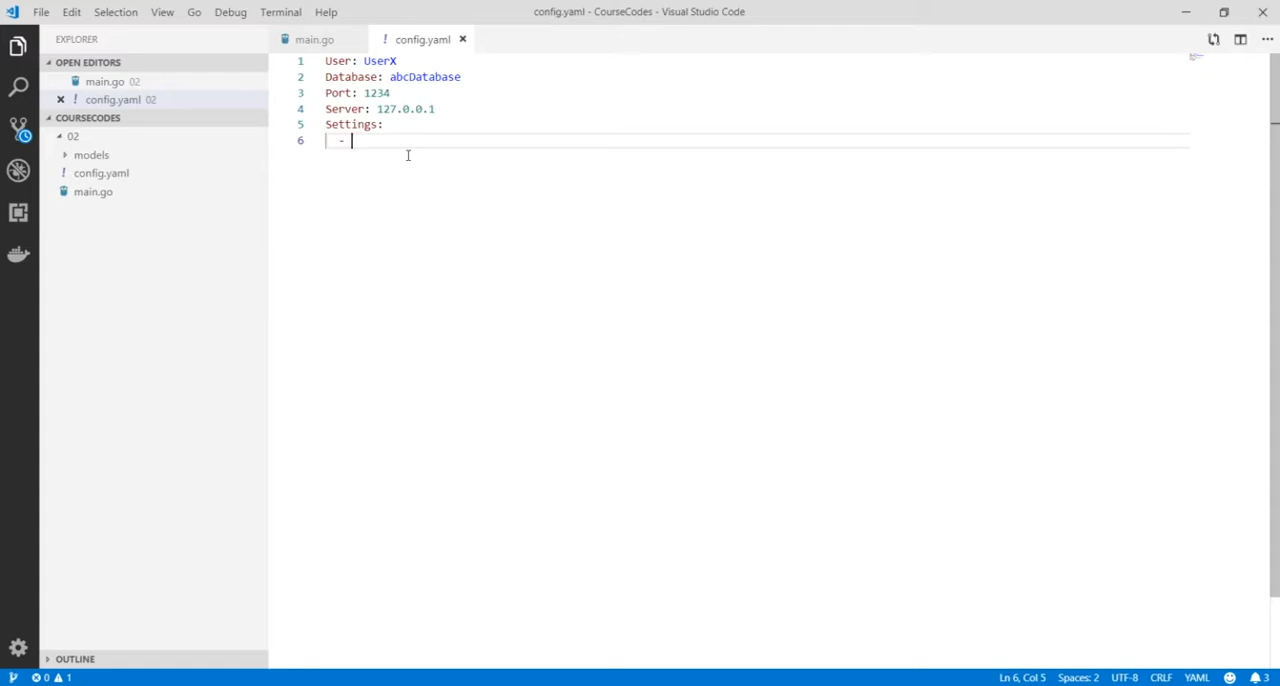 File Edit Selection View Go Debug Terminal Help
config.yaml - CourseCodes - Visual Studio Code
EXPLORER
main.go
! config.yaml ×
OPEN EDITORS
main.go 02
× ! config.yaml 02
COURSECODES
02
models
! config.yaml
main.go
OUTLINE
1 User: UserX
2 Database: abcDatabase
3 Port: 1234
4 Server: 127.0.0.1
5 Settings:
6 -
0 1
Ln 6, Col 5 Spaces: 2 UTF-8 CRLF YAML 3